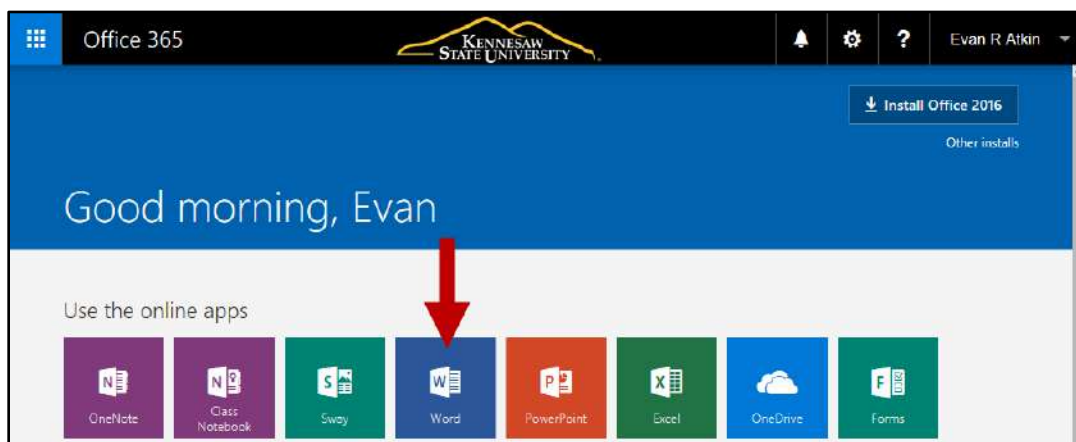 Office 365
KENNESAW
STATE UNIVERSITY
?
Evan R Atkin
Install Office 2016
Other installs
Good morning, Evan
Use the online apps
N
OneNote
N
Class
Notebook
S
Sway
W
Word
P
PowerPoint
X
Excel
OneDrive
F
Forms